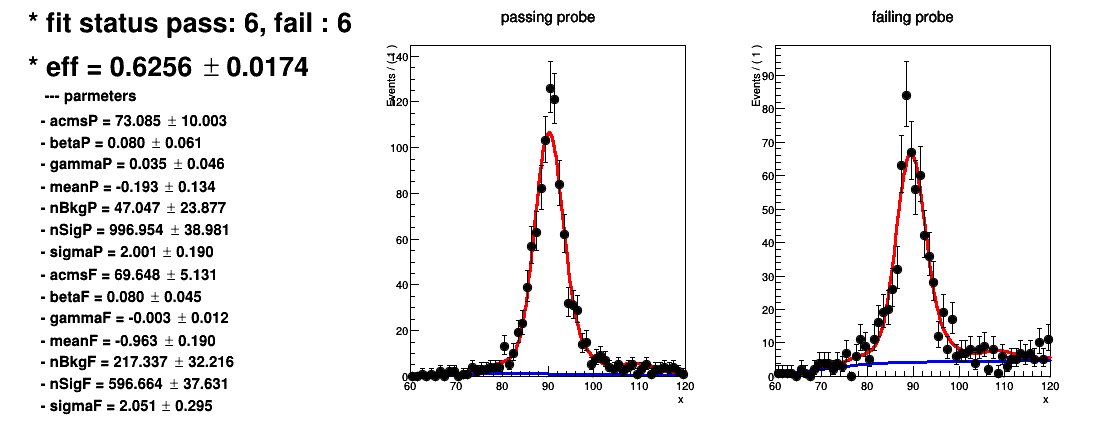 * fit status pass: 6, fail : 6
* eff = 0.6256 ± 0.0174
--- parmeters
- acmsP = 73.085 ± 10.003
- betaP = 0.080 ± 0.061
- gammaP = 0.035 ± 0.046
- meanP = -0.193 ± 0.134
- nBkgP = 47.047 ± 23.877
- nSigP = 996.954 ± 38.981
- sigmaP = 2.001 ± 0.190
- acmsF = 69.648 ± 5.131
- betaF = 0.080 ± 0.045
- gammaF = -0.003 ± 0.012
- meanF = -0.963 ± 0.190
- nBkgF = 217.337 ± 32.216
- nSigF = 596.664 ± 37.631
- sigmaF = 2.051 ± 0.295
passing probe
Events / ( 1 )
140
120
100
80
60
40
20
0
60 70 80 90 100 110 120
x
failing probe
Events / ( 1 )
90
80
70
60
50
40
30
20
10
0
60 70 80 90 100 110 120
x